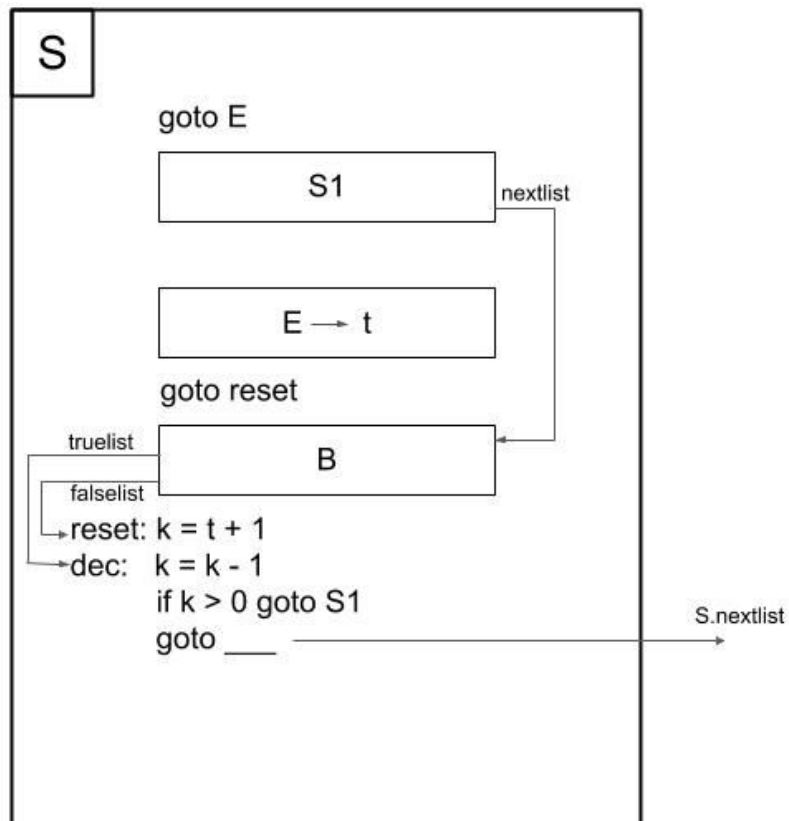 S
goto E
S1
nextlist
E → t
goto reset
truelist
B
falselist
reset: k = t + 1
dec: k = k - 1
if k > 0 goto S1
S.nextlist
goto ___